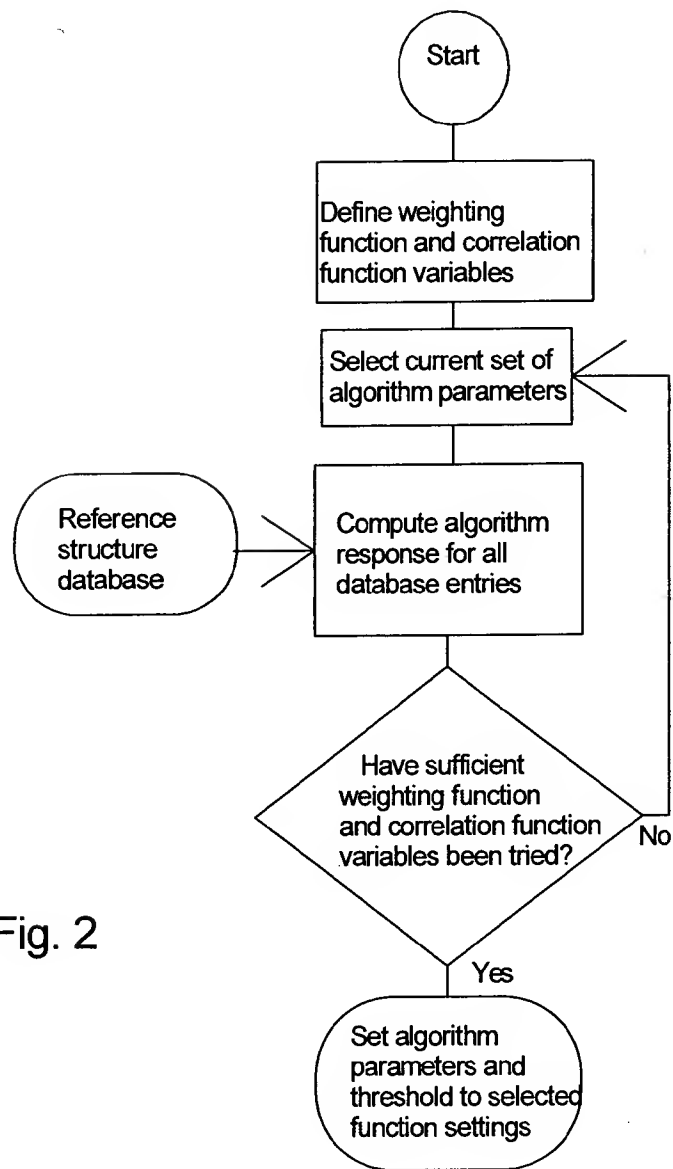 Start
Define weighting
function and correlation
function variables
Select current set of
algorithm parameters
Reference
structure
database
Compute algorithm
response for all
database entries
Have sufficient
weighting function
and correlation function
variables been tried?
No
Fig. 2
Yes
Set algorithm
parameters and
threshold to selected
function settings